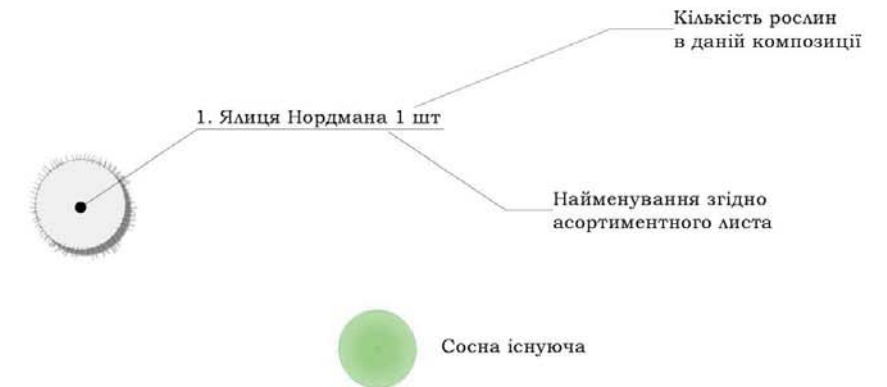 Кількість рослин
в даній композиції
1. Ялиця Нордмана 1 шт
Найменування згідно
асортиментного листа
Сосна існуюча